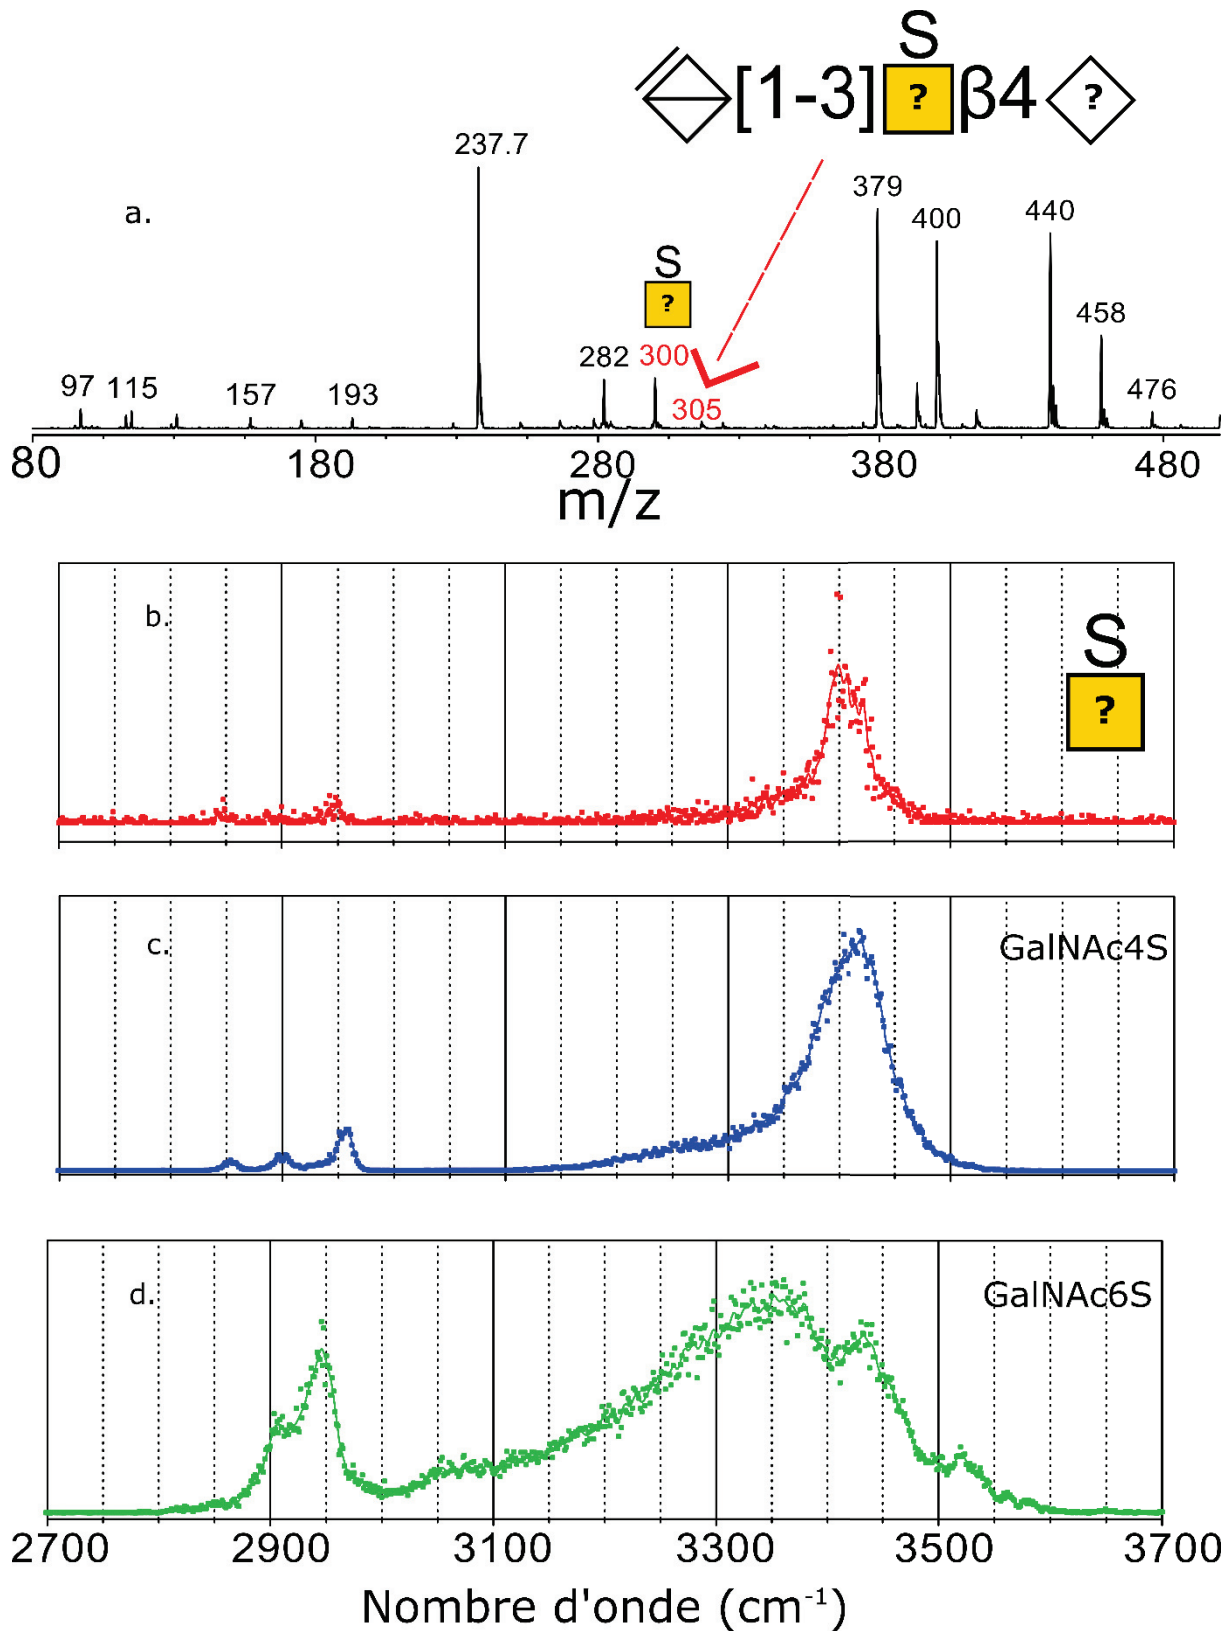 S
[1-3] ? β4 ?
237.7
379
400
440
a.
S
?
458
97 115 157 193 282 300 305 476
80 180 280 380 480
m/z
b.
S
?
c.
GalNAc4S
d.
GalNAc6S
2700 2900 3100 3300 3500 3700
Nombre d'onde (cm-1)